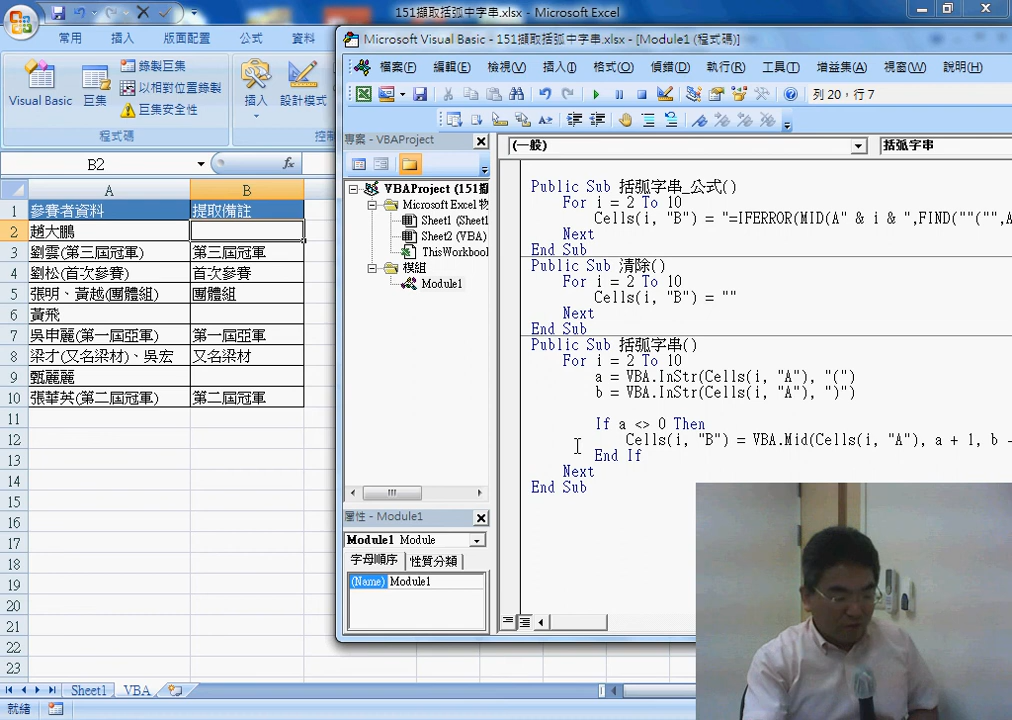 151擷取括弧中字串.xlsx - Microsoft Excel
常用
插入
版面配置
公式
資料
Visual Basic
巨集
錄製巨集
以相對位置錄製
巨集安全性
程式碼
插入
設計模式
B2
fx
A
B
1 參賽者資料 提取備註
2 趙大鵬
3 劉雲(第三屆冠軍) 第三屆冠軍
4 劉松(首次參賽) 首次參賽
5 張明、黃越(團體組) 團體組
6 黃飛
7 吳申麗(第一屆亞軍) 第一屆亞軍
8 梁才(又名梁材)、吳宏 又名梁材
9 甄麗麗
10 張華英(第二屆冠軍) 第二屆冠軍
11
12
13
14
15
16
17
18
19
20
21
22
23
Sheet1
VBA
就緒
Microsoft Visual Basic - 151擷取括弧中字串.xlsx - [Module1 (程式碼)]
檔案(F) 編輯(E) 檢視(V) 插入(I) 格式(O) 偵錯(D) 執行(R) 工具(T) 增益集(A) 視窗(W) 說明(H)
列 20，行 7
專案 - VBAProject
VBAProject (151擷
Microsoft Excel 物
Sheet1 (Sheet1
Sheet2 (VBA)
ThisWorkbool
模組
Module1
屬性 - Module1
Module1 Module
字母順序
性質分類
(Name) Module1
(一般)
括弧字串
Public Sub 括弧字串_公式()
For i = 2 To 10
Cells(i, "B") = "=IFERROR(MID(A" & i & ",FIND(""("",A
Next
End Sub
Public Sub 清除()
For i = 2 To 10
Cells(i, "B") = ""
Next
End Sub
Public Sub 括弧字串()
For i = 2 To 10
a = VBA.InStr(Cells(i, "A"), "(")
b = VBA.InStr(Cells(i, "A"), ")")
If a <> 0 Then
Cells(i, "B") = VBA.Mid(Cells(i, "A"), a + 1, b -
End If
Next
End Sub